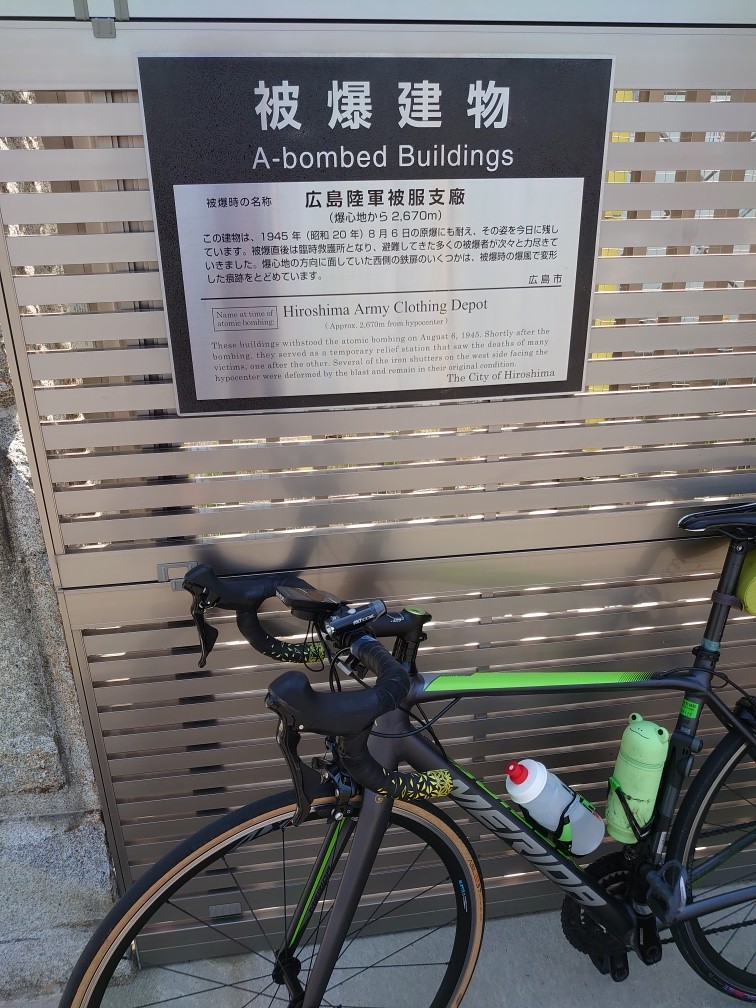 被爆建物
A-bombed Buildings
被爆時の名称 広島陸軍被服支廠
(爆心地から 2,670m)
この建物は、1945 年 (昭和 20 年) 8 月 6 日の原爆にも耐え、その姿を今日に残し
ています。被爆直後は臨時救護所となり、避難してきた多くの被爆者が次々と力尽きて
いきました。爆心地の方向に面していた西側の鉄扉のいくつかは、被爆時の爆風で変形
した痕跡をとどめています。
広島市
Name at time of
atomic bombing:
Hiroshima Army Clothing Depot
( Approx. 2,670m from hypocenter )
These buildings withstood the atomic bombing on August 6, 1945. Shortly after the
bombing, they served as a temporary relief station that saw the deaths of many
victims, one after the other. Several of the iron shutters on the west side facing the
hypocenter were deformed by the blast and remain in their original condition.
The City of Hiroshima
MERIDA